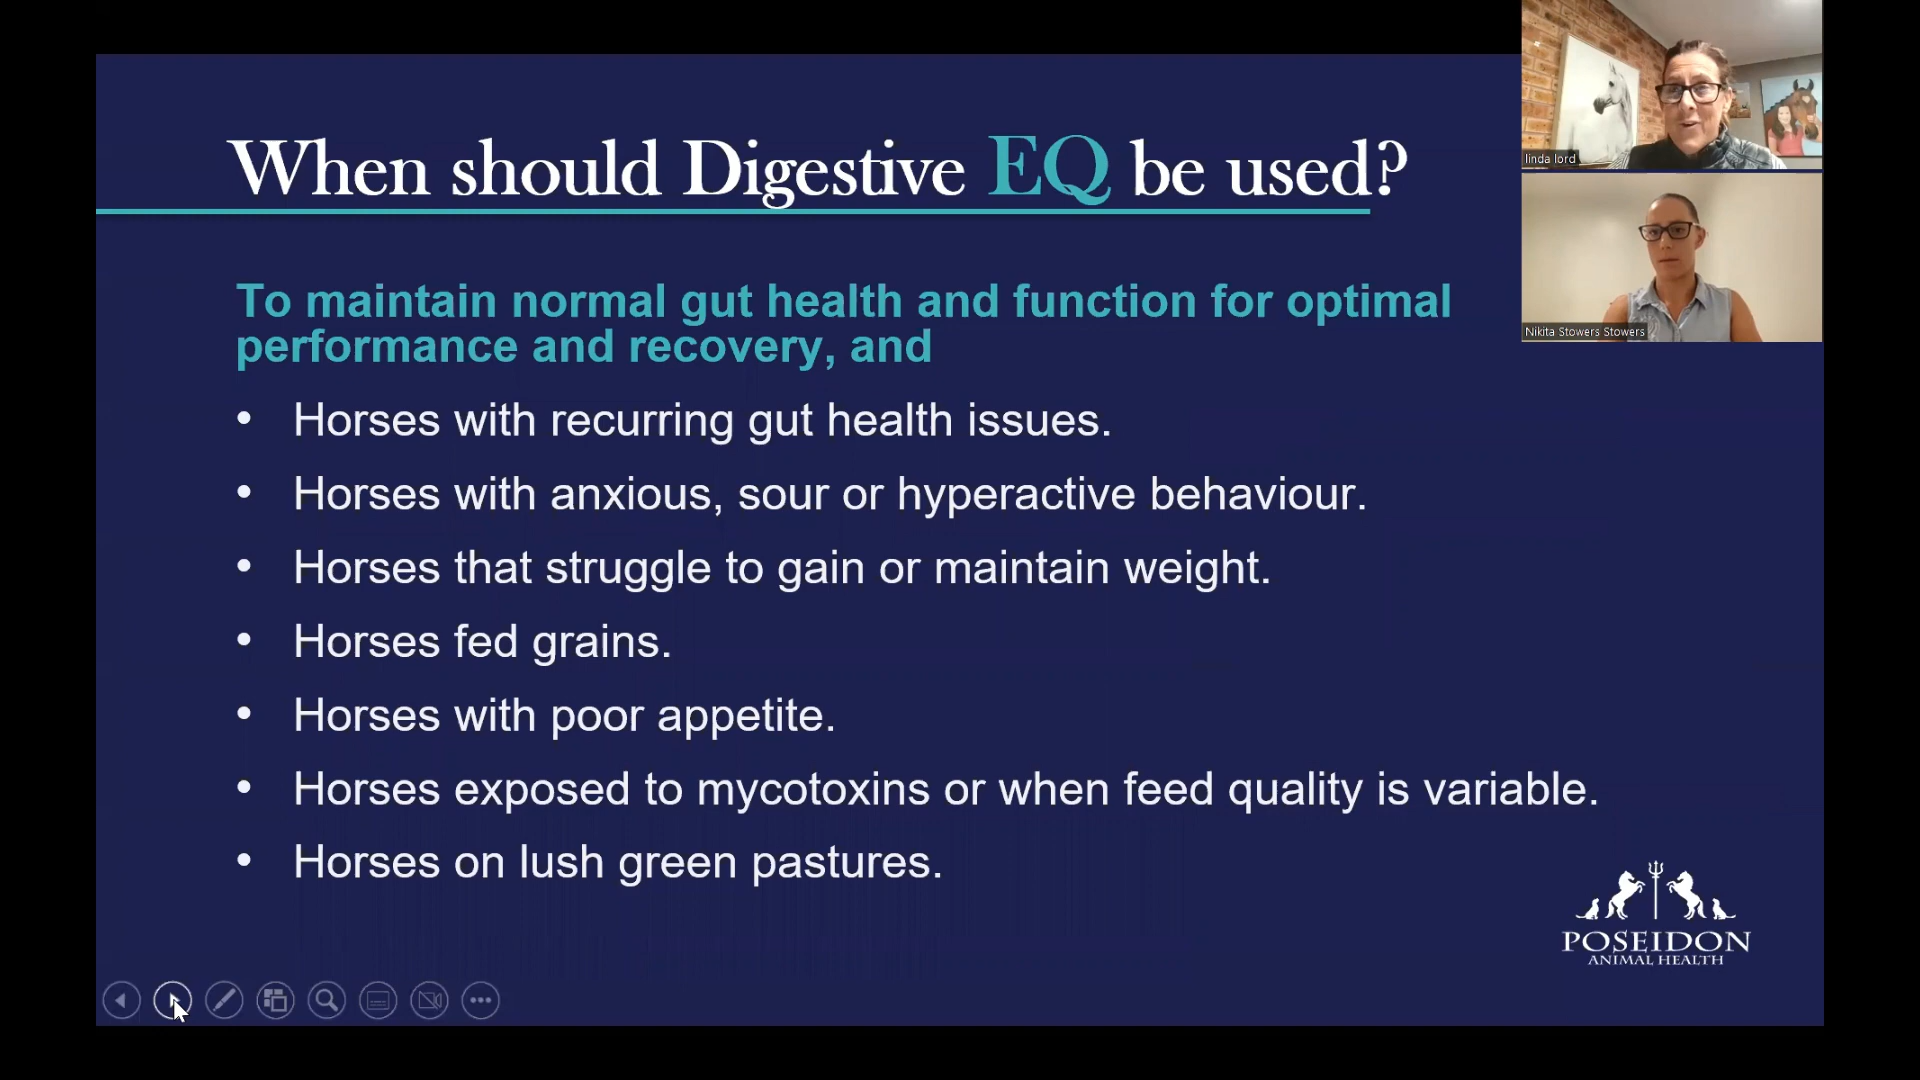 When should Digestive EQ be used?
To maintain normal gut health and function for optimal
performance and recovery, and
• Horses with recurring gut health issues.
• Horses with anxious, sour or hyperactive behaviour.
• Horses that struggle to gain or maintain weight.
• Horses fed grains.
• Horses with poor appetite.
• Horses exposed to mycotoxins or when feed quality is variable.
• Horses on lush green pastures.
linda lord
Nikita Stowers Stowers
POSEIDON
ANIMAL HEALTH